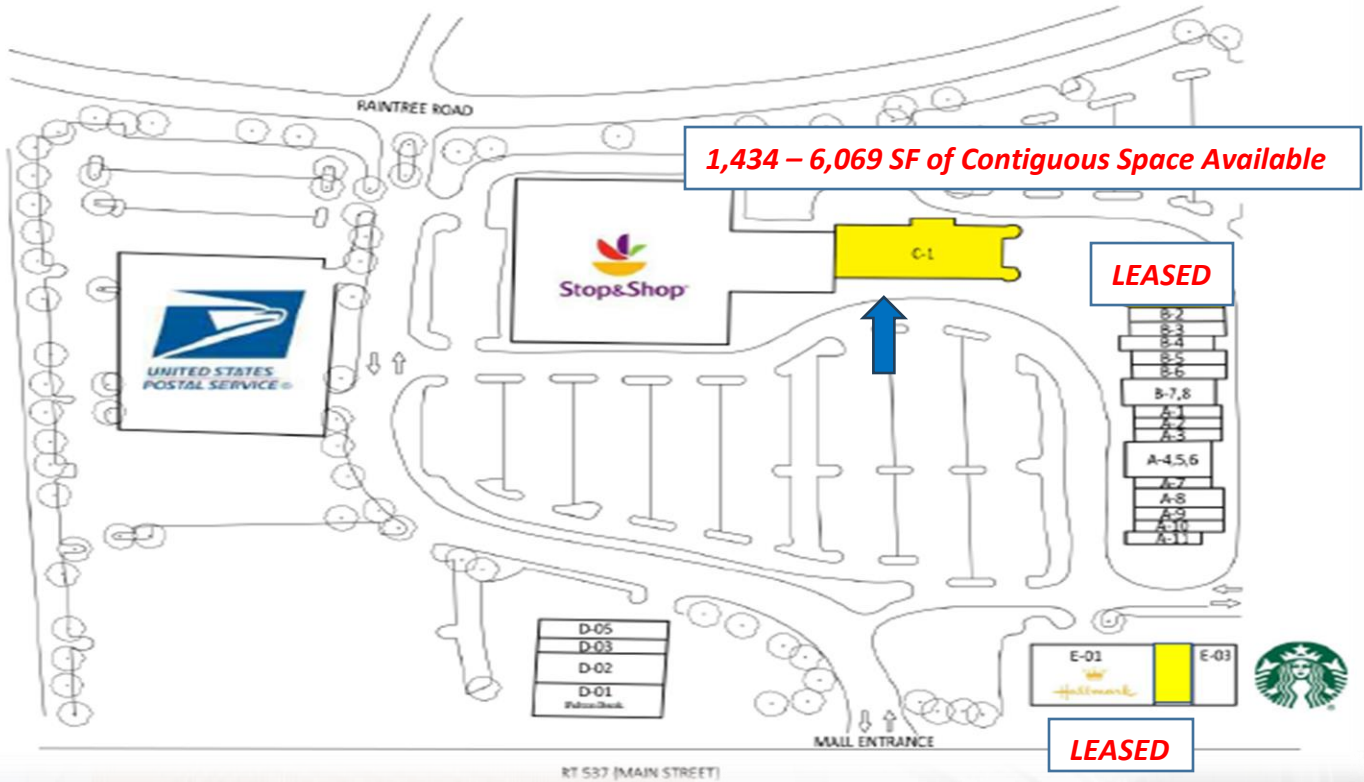 RAINTREE ROAD
1,434 – 6,069 SF of Contiguous Space Available
C-1
Stop&Shop
LEASED
UNITED STATES
POSTAL SERVICE®
B-2
B-3
B-4
B-5
B-6
B-7,8
A-1
A-2
A-3
A-4,5,6
A-7
A-8
A-9
A-10
A-11
D-05
D-03
D-02
D-01
Fulton Bank
E-01
Hallmark
E-03
MALL ENTRANCE
LEASED
RT 537 (MAIN STREET)